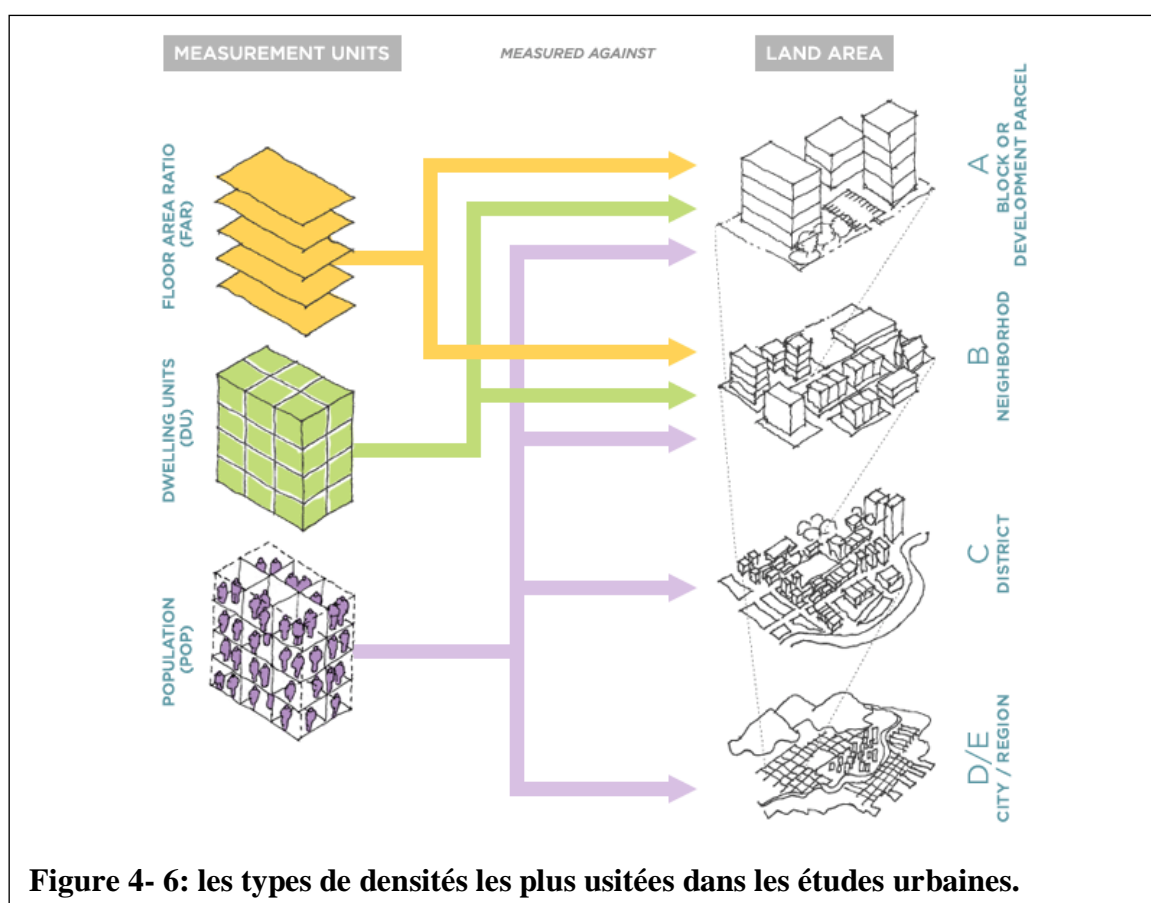 MEASUREMENT UNITS
MEASURED AGAINST
LAND AREA
FLOOR AREA RATIO
(FAR)
DWELLING UNITS
(DU)
POPULATION
(POP)
A
BLOCK OR
DEVELOPMENT PARCEL
B
NEIGHBORHOD
C
DISTRICT
D/E
CITY / REGION
Figure 4- 6: les types de densités les plus usitées dans les études urbaines.